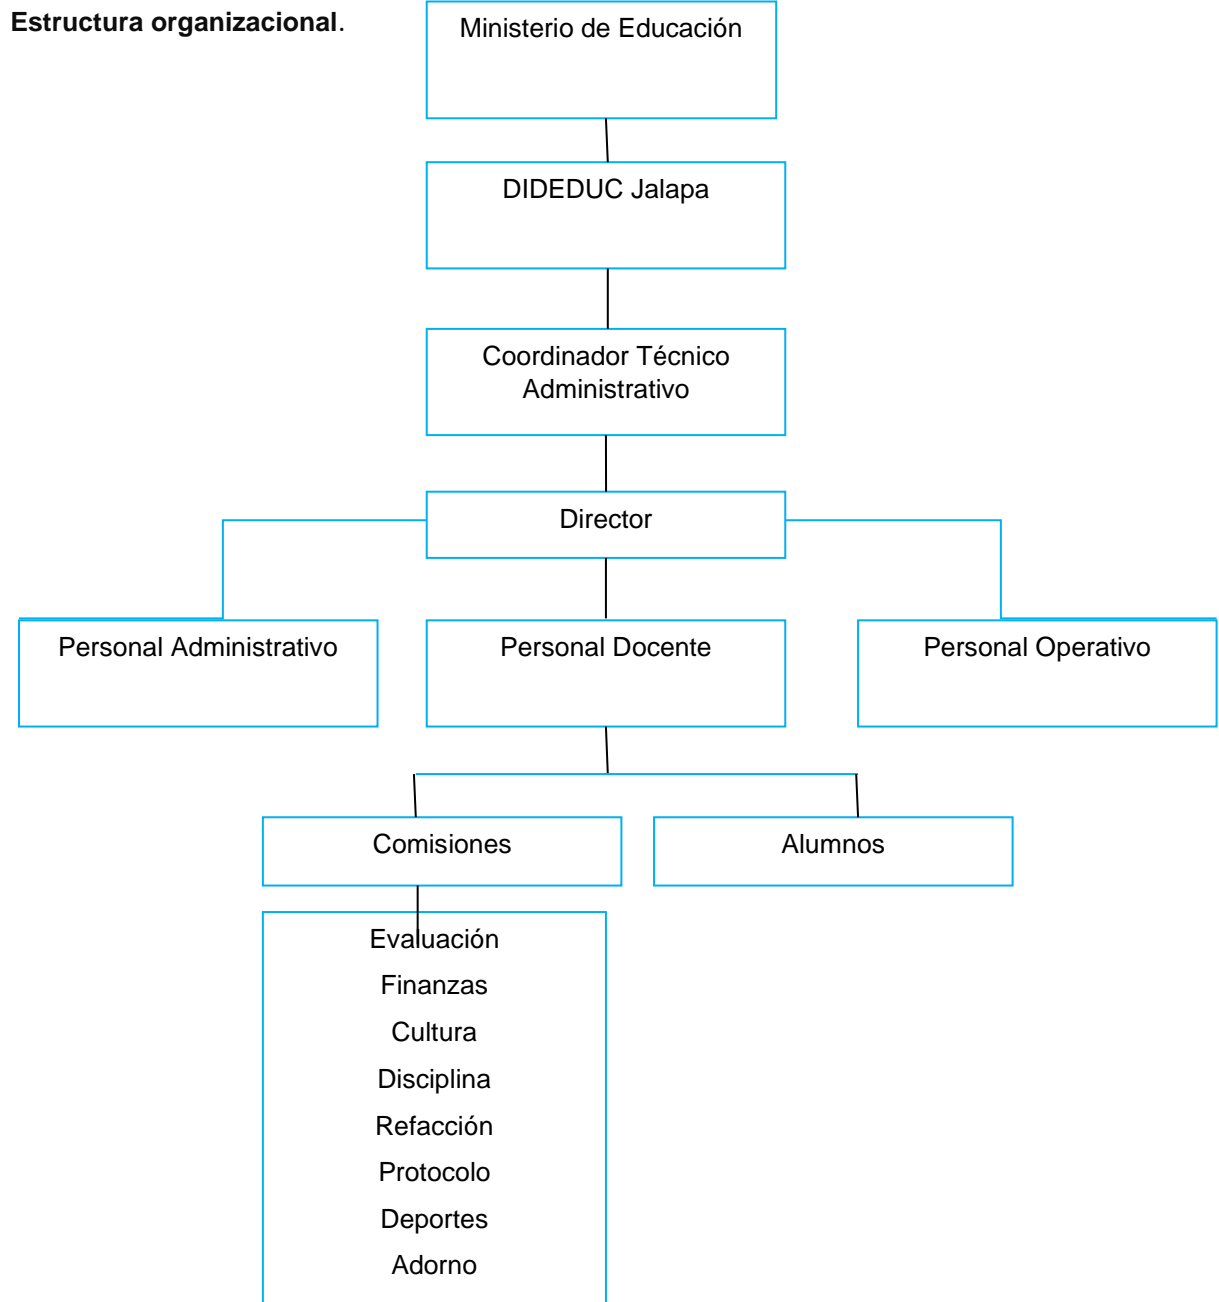 Estructura organizacional.
Ministerio de Educación
DIDEDUC Jalapa
Coordinador Técnico
Administrativo
Director
Personal Administrativo
Personal Docente
Personal Operativo
Comisiones
Alumnos
Evaluación
Finanzas
Cultura
Disciplina
Refacción
Protocolo
Deportes
Adorno